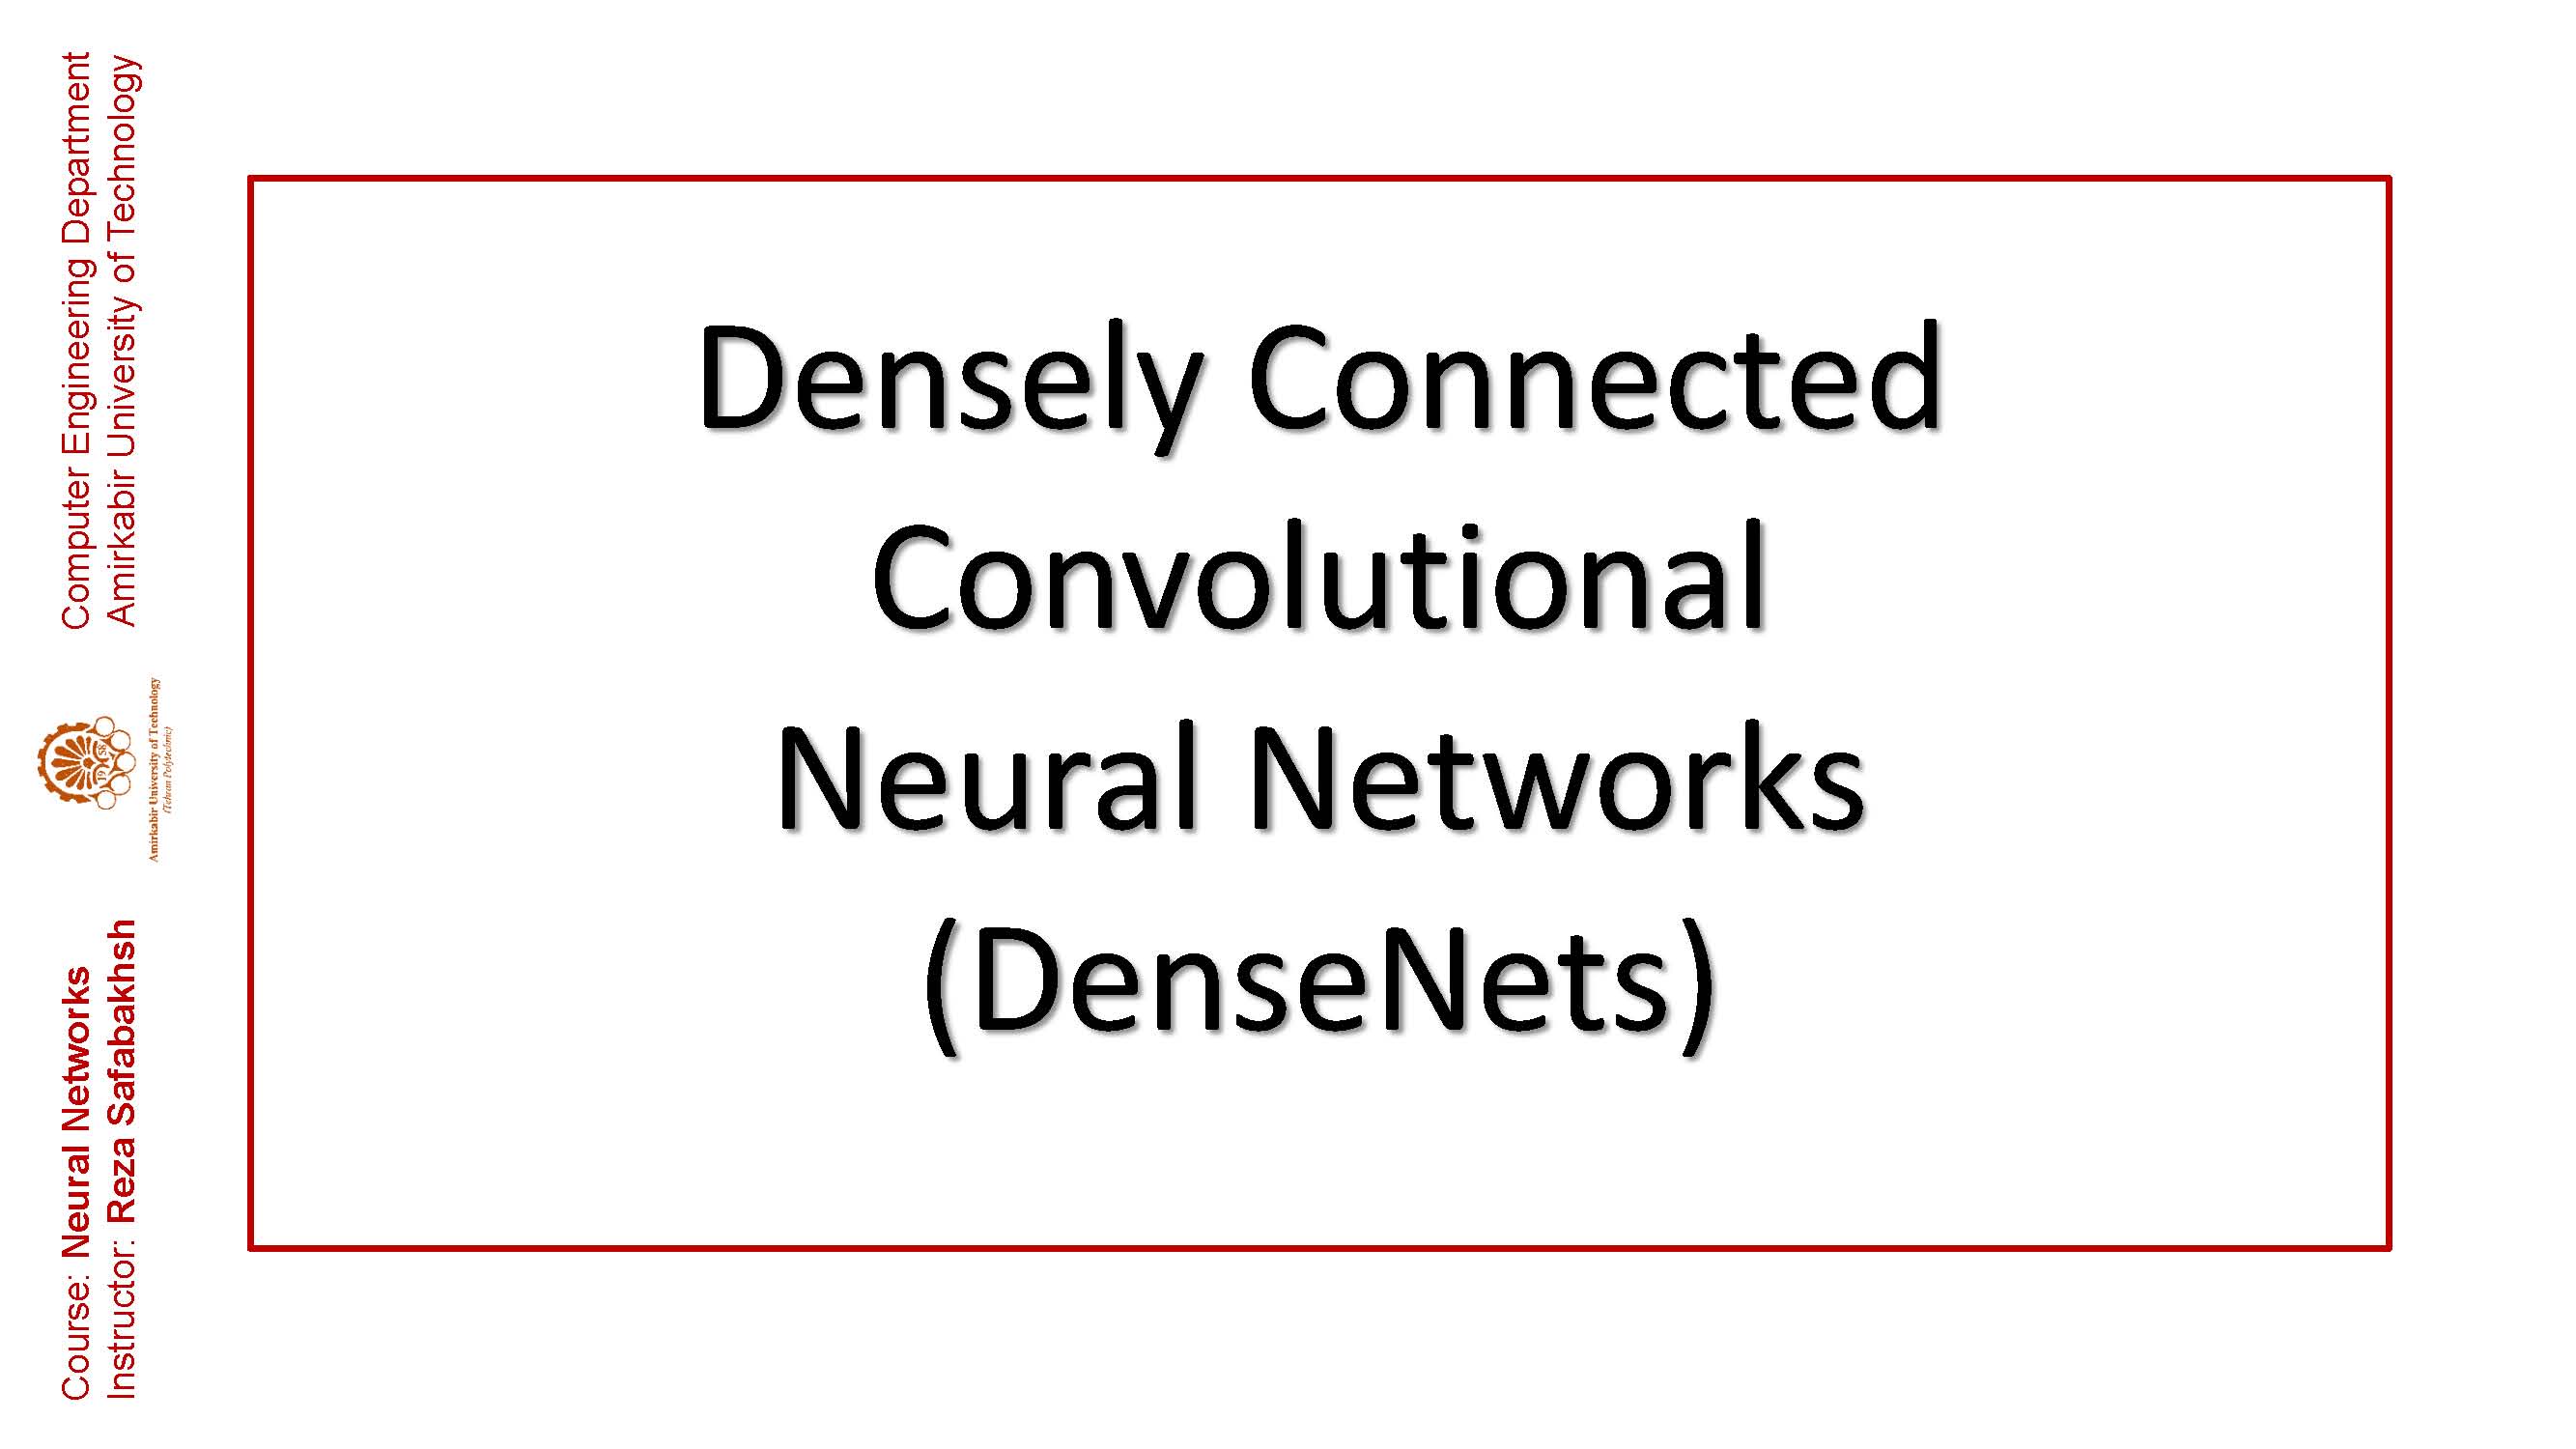 Densely Connected
Convolutional
Neural Networks
(DenseNets)
Computer Engineering Department
Amirkabir University of Technology
1958
Amirkabir University of Technology
(Tehran Polytechnic)
Course: Neural Networks
Instructor: Reza Safabakhsh